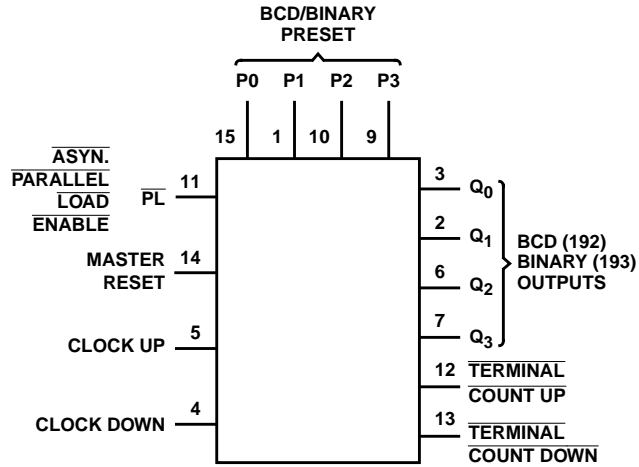 BCD/BINARY
PRESET
P0 P1 P2 P3
15 1 10 9
ASYN.
PARALLEL
LOAD
ENABLE
PL
11
MASTER
RESET
14
CLOCK UP
5
CLOCK DOWN
4
3 Q0
2 Q1
6 Q2
7 Q3
BCD (192)
BINARY (193)
OUTPUTS
12 TERMINAL
COUNT UP
13 TERMINAL
COUNT DOWN